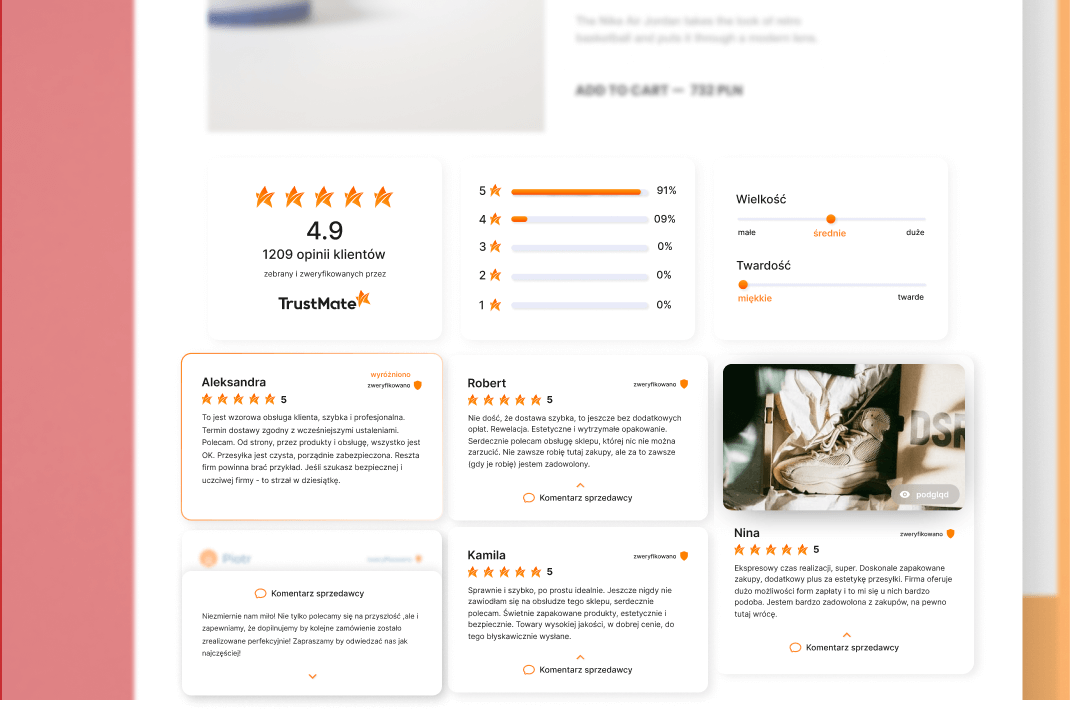 The Nike Air Jordan takes the look of retro
basketball and puts it through a modern lens.
ADD TO CART — 732 PLN
4.9
1209 opinii klientów
zebrany i zweryfikowanych przez
TrustMate
5 91%
4 09%
3 0%
2 0%
1 0%
Wielkość
małe średnie duże
Twardość
miękkie twarde
wyróżniono
Aleksandra zweryfikowano
5
To jest wzorowa obsługa klienta, szybka i profesjonalna.
Termin dostawy zgodny z wcześniejszymi ustaleniami.
Polecam. Od strony, przez produkty i obsługę, wszystko jest
OK. Przesyłka jest czysta, porządnie zabezpieczona. Reszta
firm powinna brać przykład. Jeśli szukasz bezpiecznej i
uczciwej firmy - to strzał w dziesiątkę.
Robert zweryfikowano
5
Nie dość, że dostawa szybka, to jeszcze bez dodatkowych
opłat. Rewelacja. Estetyczne i wytrzymałe opakowanie.
Serdecznie polecam obsługę sklepu, której nic nie można
zarzucić. Nie zawsze robię tutaj zakupy, ale za to zawsze
(gdy je robię) jestem zadowolony.
Komentarz sprzedawcy
DSR
podgląd
Nina zweryfikowano
5
Ekspresowy czas realizacji, super. Doskonale zapakowane
zakupy, dodatkowy plus za estetykę przesyłki. Firma oferuje
dużo możliwości form zapłaty i to mi się u nich bardzo
podoba. Jestem bardzo zadowolona z zakupów, na pewno
tutaj wrócę.
Komentarz sprzedawcy
Piotr zweryfikowano
Komentarz sprzedawcy
Niezmiernie nam miło! Nie tylko polecamy się na przyszłość ,ale i
zapewniamy, że dopilnujemy by kolejne zamówienie zostało
zrealizowane perfekcyjnie! Zapraszamy by odwiedzać nas jak
najczęściej!
Kamila zweryfikowano
5
Sprawnie i szybko, po prostu idealnie. Jeszcze nigdy nie
zawiodłam się na obsłudze tego sklepu, serdecznie
polecam. Świetnie zapakowane produkty, estetycznie i
bezpiecznie. Towary wysokiej jakości, w dobrej cenie, do
tego błyskawicznie wysłane.
Komentarz sprzedawcy